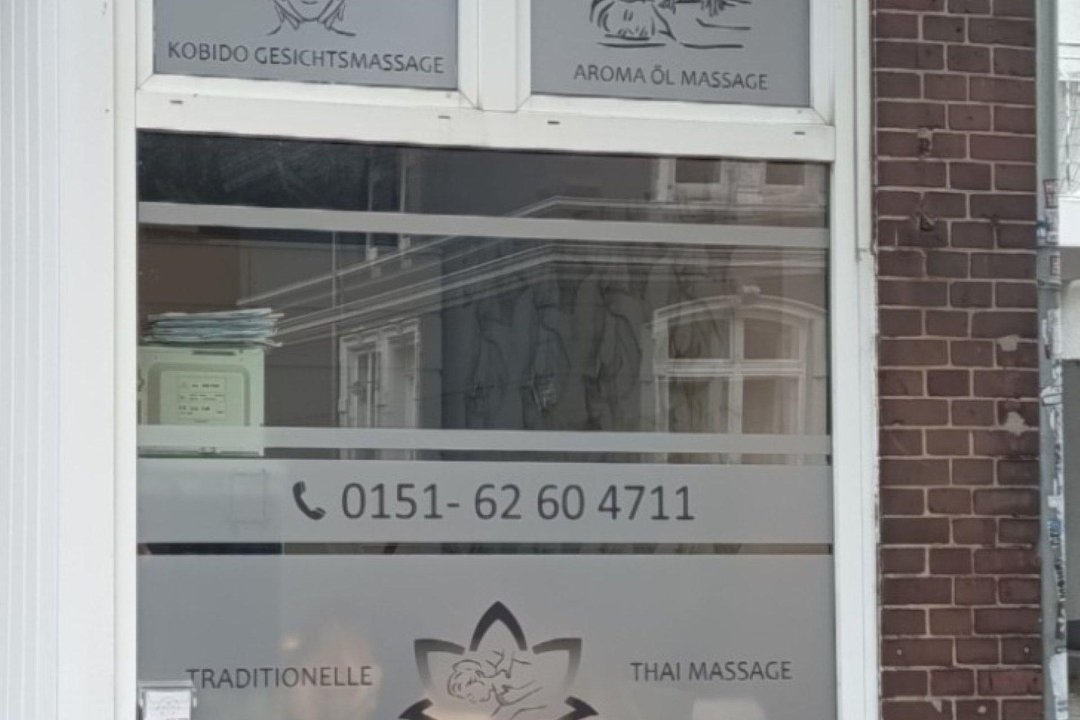 KOBIDO GESICHTSMASSAGE
AROMA ÖL MASSAGE
0151- 62 60 4711
TRADITIONELLE
THAI MASSAGE